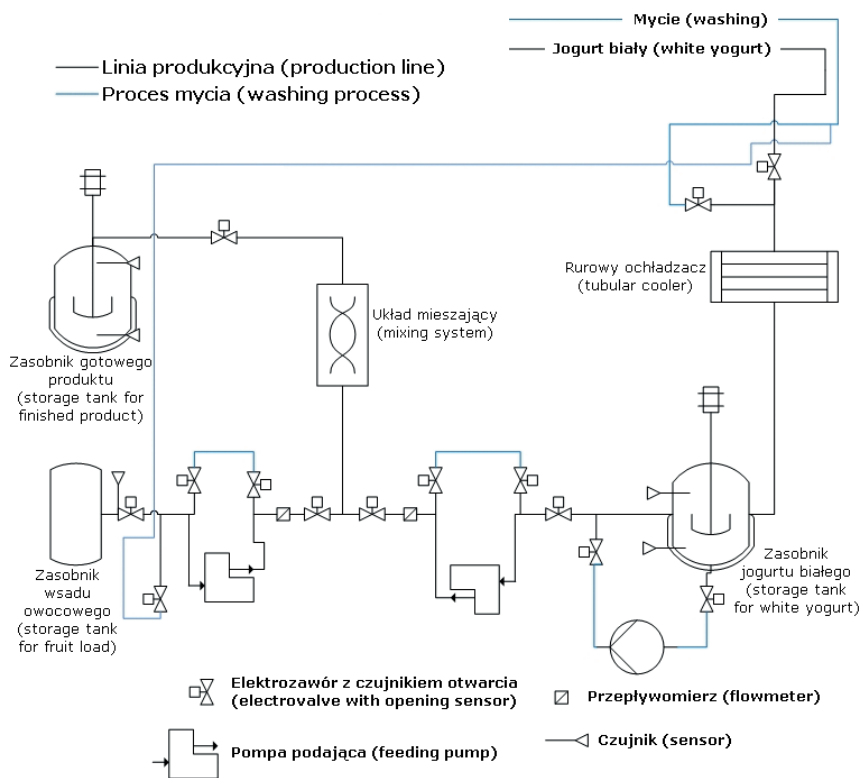 Mycie (washing)
Jogurt biały (white yogurt)
Linia produkcyjna (production line)
Proces mycia (washing process)
Rurowy ochładzacz
(tubular cooler)
Układ mieszający
(mixing system)
Zasobnik gotowego
produktu
(storage tank for
finished product)
Zasobnik
wsadu
owocowego
(storage tank
for fruit load)
Zasobnik
jogurtu białego
(storage tank
for white yogurt)
Elektrozawór z czujnikiem otwarcia
(electrovalve with opening sensor)
Przepływomierz (flowmeter)
Pompa podająca (feeding pump)
Czujnik (sensor)